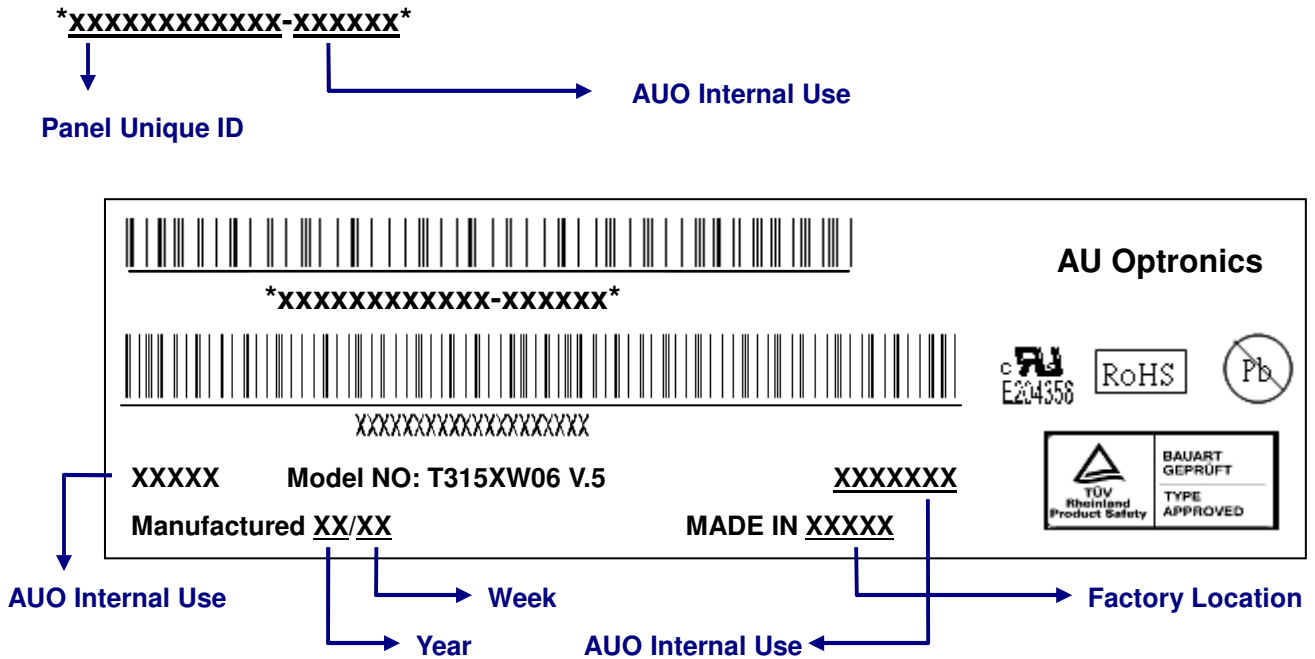 *xxxxxxxxxxxx-xxxxxx*
AUO Internal Use
Panel Unique ID
AU Optronics
*xxxxxxxxxxxx-xxxxxx*
c RU us
E204356
RoHS
Pb
XXXXXXXXXXXXXXXXXXXX
XXXXX Model NO: T315XW06 V.5 XXXXXXX
TÜV
Rheinland
Product Safety
BAUART
GEPRÜFT
TYPE
APPROVED
Manufactured XX/XX MADE IN XXXXX
AUO Internal Use
Week
Factory Location
Year
AUO Internal Use